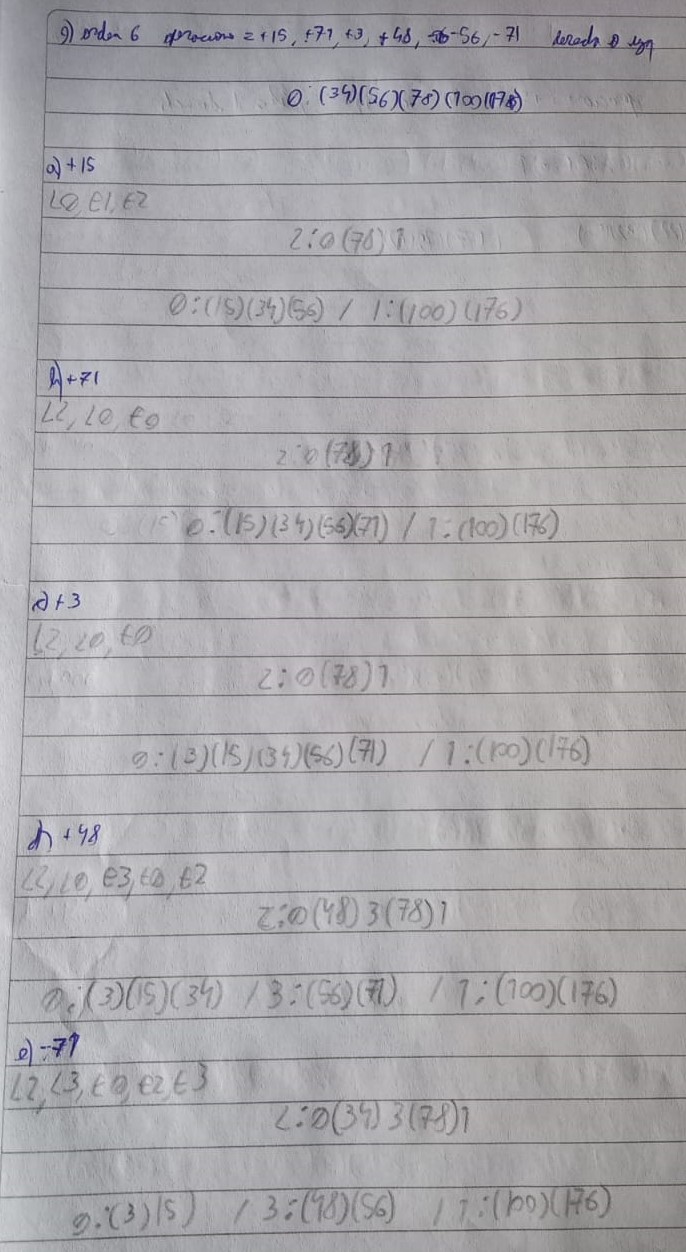 g) orden 6 operaciones = +15, +71, +3, +48, -56, -71 derecha o izq
0: (34)(56)(78)(100)(176)
a) +15
L0, E1, E2
2:0(78)1
0:(15)(34)(56) / 1:(100)(176)
b) +71
L2, L0, E0
2:0(78)1
0:(15)(34)(56)(71) / 1:(100)(176)
c) +3
L2, L0, E0
2:0(78)1
0:(3)(15)(34)(56)(71) / 1:(100)(176)
d) +48
L2, L0, E3, E0, E2
2:0(48)3(78)1
0:(3)(15)(34) / 3:(56)(71) / 1:(100)(176)
e) -71
L2, L3, E0, E2, E3
2:0(34)3(78)1
0:(3)(15) / 3:(48)(56) / 1:(100)(176)